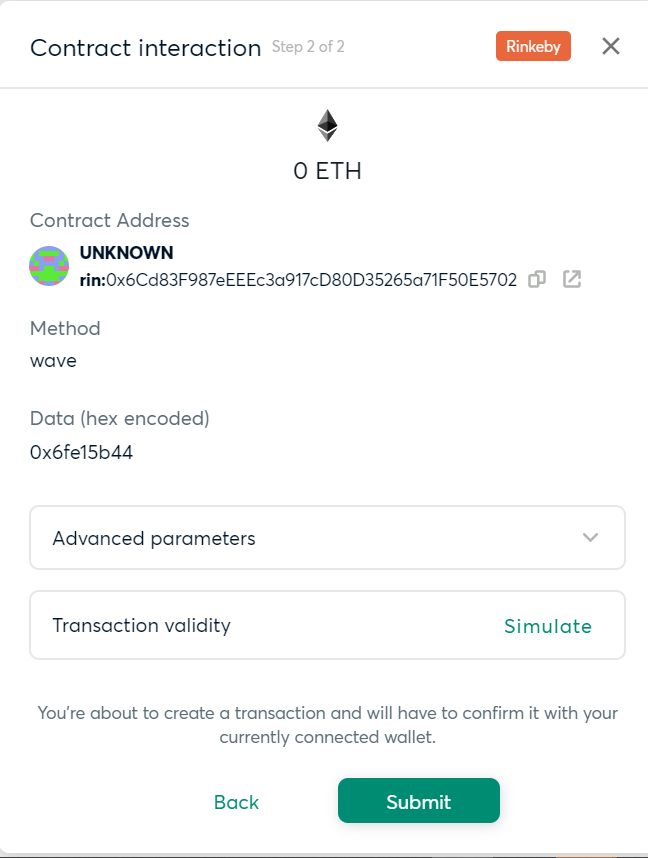 Contract interaction Step 2 of 2 Rinkeby
0 ETH
Contract Address
UNKNOWN
rin:0x6Cd83F987eEEEc3a917cD80D35265a71F50E5702
Method
wave
Data (hex encoded)
0x6fe15b44
Advanced parameters
Transaction validity Simulate
You're about to create a transaction and will have to confirm it with your
currently connected wallet.
Back Submit